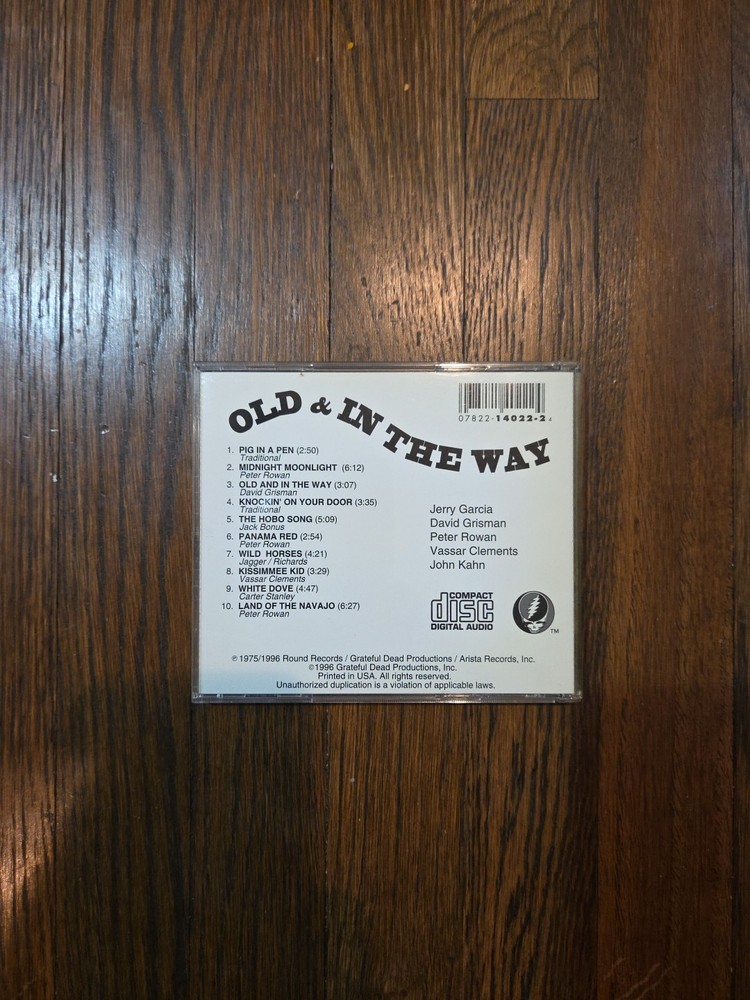 OLD & IN THE WAY
07822-14022-2 4
1. PIG IN A PEN (2:50)
Traditional
2. MIDNIGHT MOONLIGHT (6:12)
Peter Rowan
3. OLD AND IN THE WAY (3:07)
David Grisman
4. KNOCKIN' ON YOUR DOOR (3:35)
Traditional
5. THE HOBO SONG (5:09)
Jack Bonus
6. PANAMA RED (2:54)
Peter Rowan
7. WILD HORSES (4:21)
Jagger / Richards
8. KISSIMMEE KID (3:29)
Vassar Clements
9. WHITE DOVE (4:47)
Carter Stanley
10. LAND OF THE NAVAJO (6:27)
Peter Rowan
Jerry Garcia
David Grisman
Peter Rowan
Vassar Clements
John Kahn
COMPACT
disc
DIGITAL AUDIO
TM
℗ 1975/1996 Round Records / Grateful Dead Productions / Arista Records, Inc.
©1996 Grateful Dead Productions, Inc.
Printed in USA. All rights reserved.
Unauthorized duplication is a violation of applicable laws.